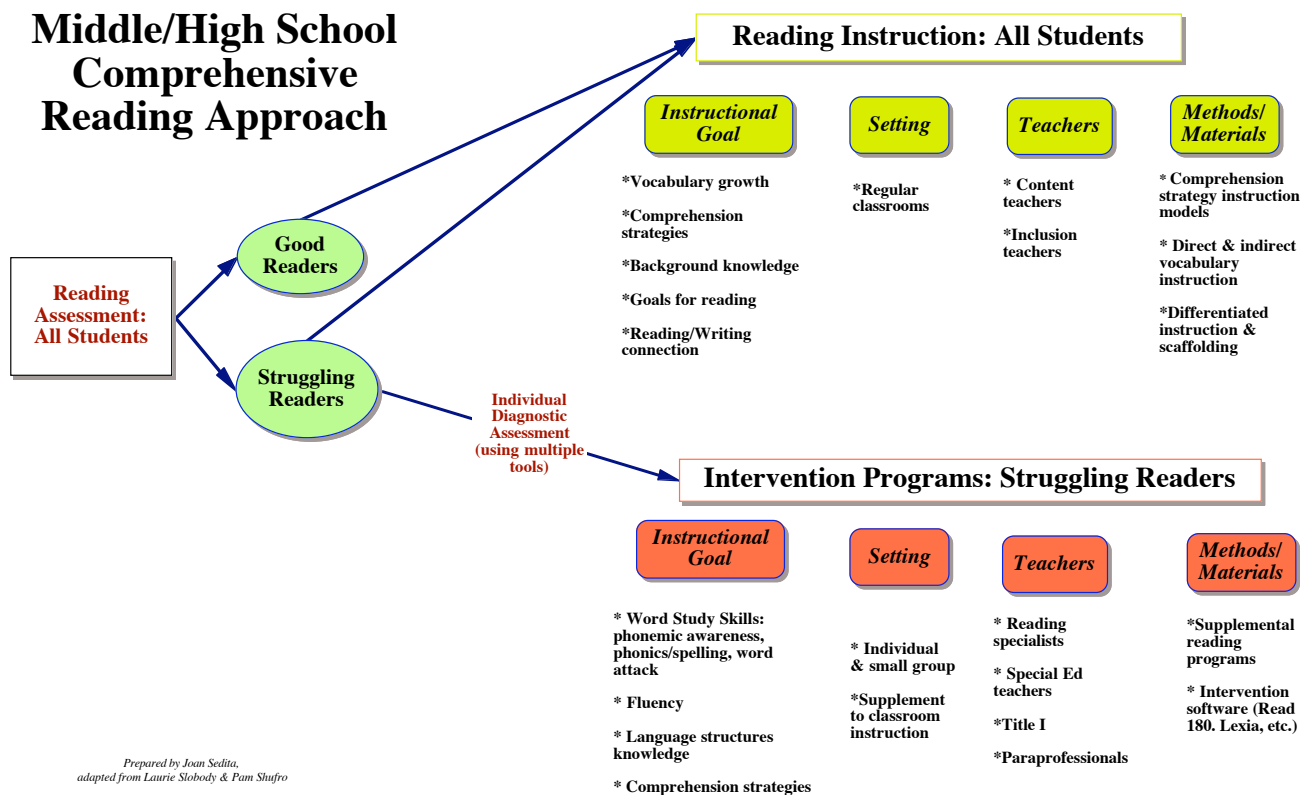 Middle/High School
Comprehensive
Reading Approach
Reading
Assessment:
All Students
Good
Readers
Struggling
Readers
Reading Instruction: All Students
Instructional
Goal
*Vocabulary growth
*Comprehension
strategies
*Background knowledge
*Goals for reading
*Reading/Writing
connection
Setting
*Regular
classrooms
Teachers
* Content
teachers
*Inclusion
teachers
Methods/
Materials
* Comprehension
strategy instruction
models
* Direct & indirect
vocabulary
instruction
*Differentiated
instruction &
scaffolding
Individual
Diagnostic
Assessment
(using multiple
tools)
Intervention Programs: Struggling Readers
Instructional
Goal
* Word Study Skills:
phonemic awareness,
phonics/spelling, word
attack
* Fluency
* Language structures
knowledge
* Comprehension strategies
Setting
* Individual
& small group
*Supplement
to classroom
instruction
Teachers
* Reading
specialists
* Special Ed
teachers
*Title I
*Paraprofessionals
Methods/
Materials
*Supplemental
reading
programs
* Intervention
software (Read
180. Lexia, etc.)
Prepared by Joan Sedita,
adapted from Laurie Slobody & Pam Shufro